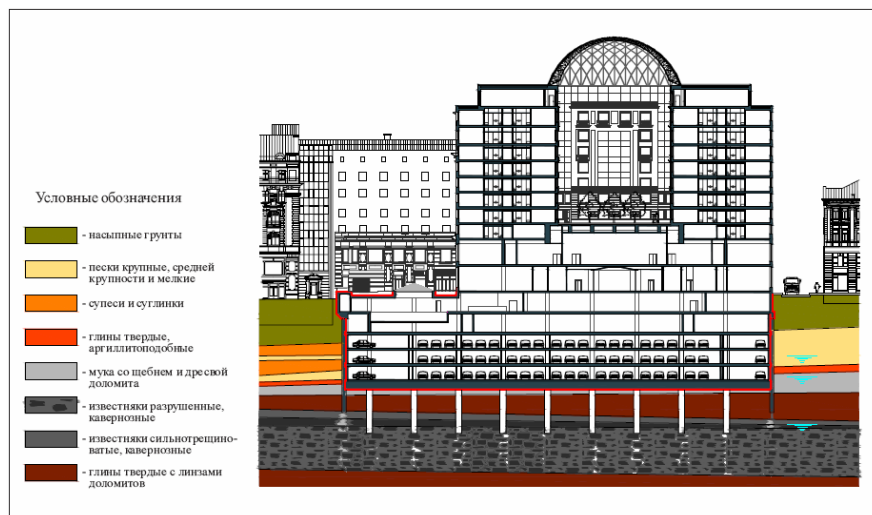 Условные обозначения
- насыпные грунты
- пески крупные, средней
крупности и мелкие
- супеси и суглинки
- глины твердые,
аргиллитоподобные
- мука со щебнем и дресвой
доломита
- известняки разрушенные,
кавернозные
- известняки сильнотрещино-
ватые, кавернозные
- глины твердые с линзами
доломитов